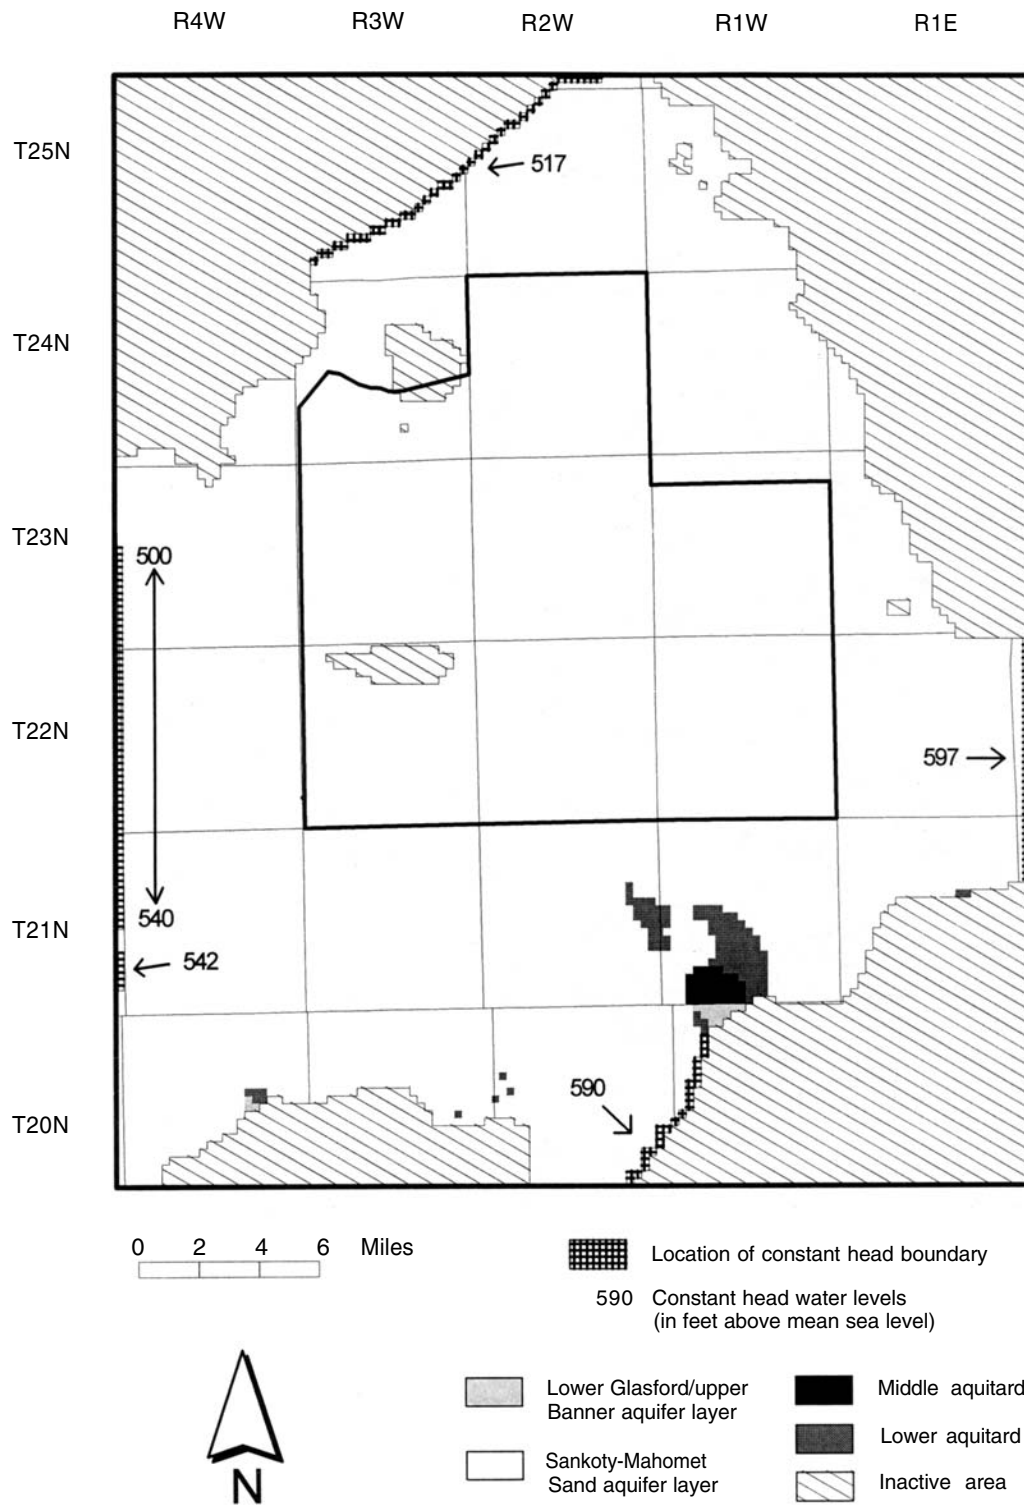 R4W R3W R2W R1W R1E
T25N
517
T24N
T23N
500
T22N
597
540
T21N
542
590
T20N
0 2 4 6 Miles
Location of constant head boundary
590 Constant head water levels
(in feet above mean sea level)
Lower Glasford/upper
Banner aquifer layer
Middle aquitard
Lower aquitard
Sankoty-Mahomet
Sand aquifer layer
Inactive area
N